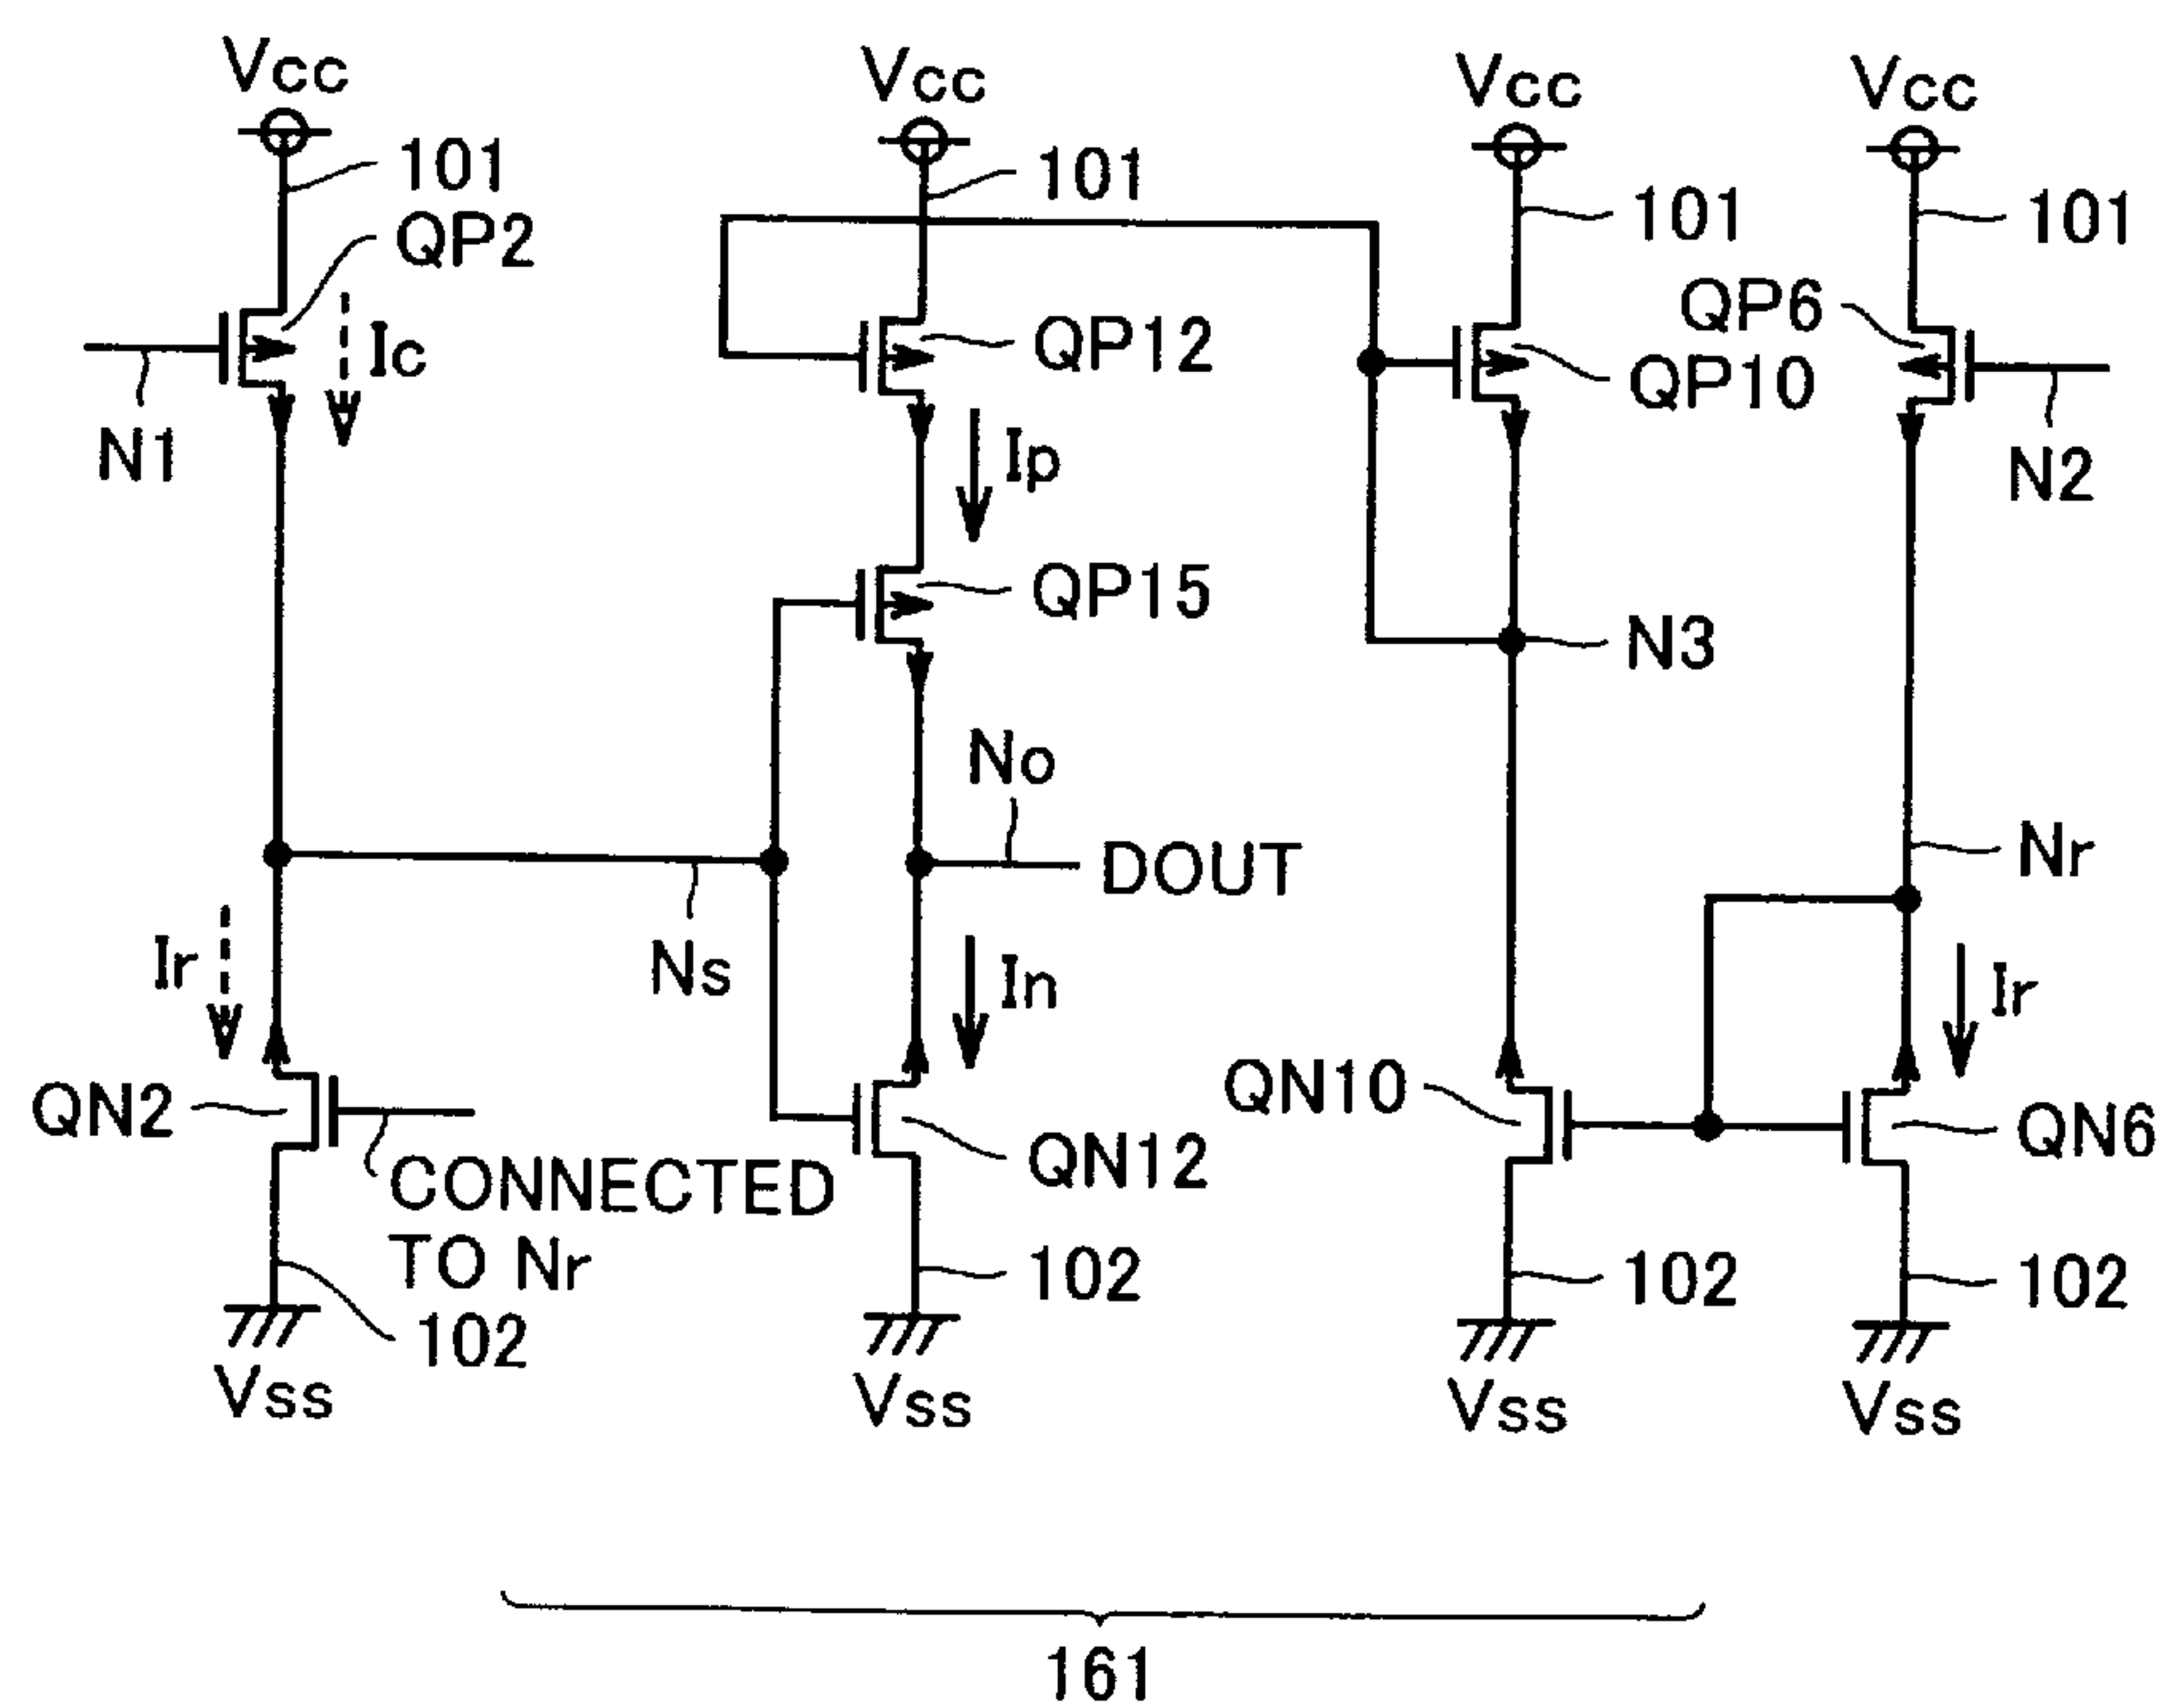 Vcc
Vcc
Vcc
Vcc
101
101
101
101
QP2
QP12
QP6
QP10
Ic
Ip
N1
N2
QP15
N3
No
DOUT
Nr
Ir
Ns
In
Ir
QN2
QN10
QN12
QN6
CONNECTED
TO Nr
102
102
102
102
Vss
Vss
Vss
Vss
161